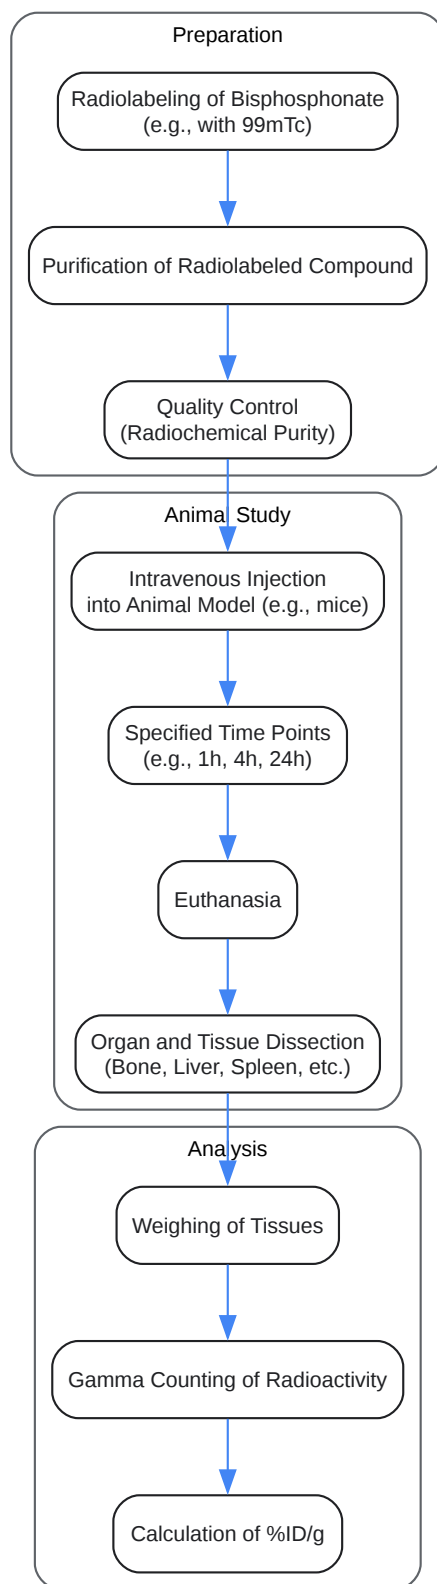 Preparation
Radiolabeling of Bisphosphonate
(e.g., with 99mTc)
Purification of Radiolabeled Compound
Quality Control
(Radiochemical Purity)
Animal Study
Intravenous Injection
into Animal Model (e.g., mice)
Specified Time Points
(e.g., 1h, 4h, 24h)
Euthanasia
Organ and Tissue Dissection
(Bone, Liver, Spleen, etc.)
Analysis
Weighing of Tissues
Gamma Counting of Radioactivity
Calculation of %ID/g